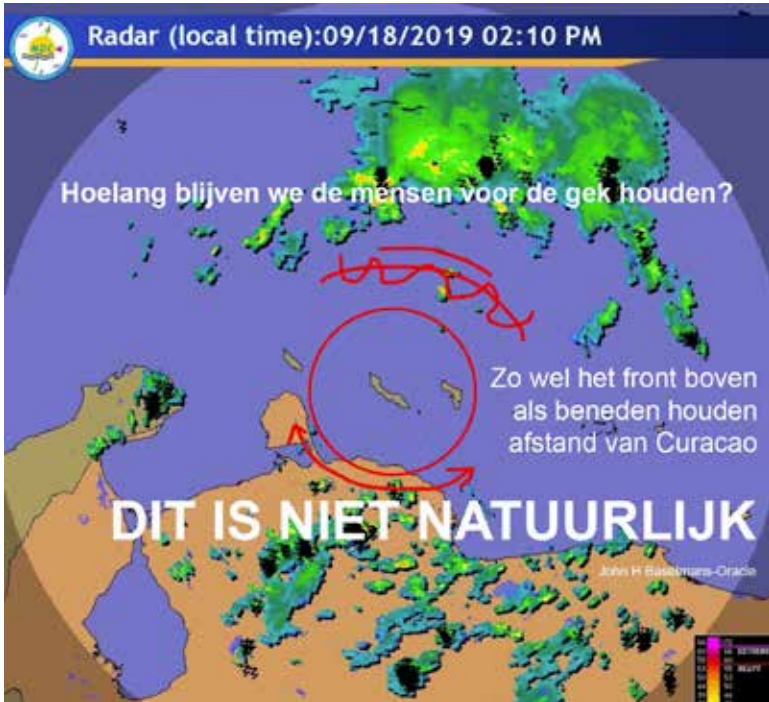 Radar (local time):09/18/2019 02:10 PM
Hoelang blijven we de mensen voor de gek houden?
Zo wel het front boven
als beneden houden
afstand van Curacao
DIT IS NIET NATUURLIJK
John H Baselmans-Oracle